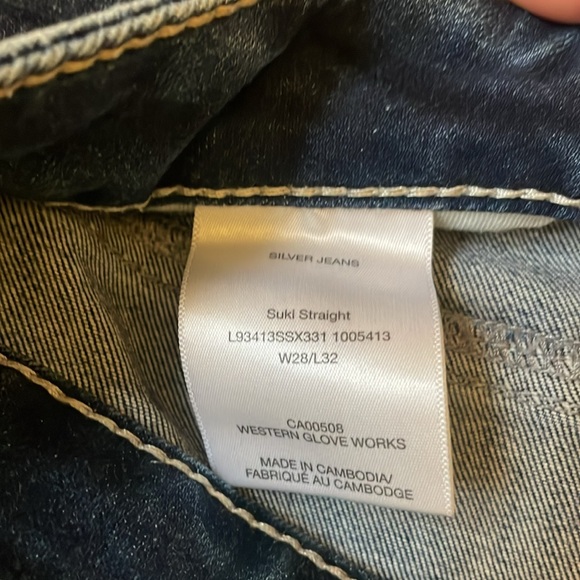 SILVER JEANS
Suki Straight
L93413SSX331 1005413
W28/L32
CA00508
WESTERN GLOVE WORKS
MADE IN CAMBODIA/
FABRIQUÉ AU CAMBODGE